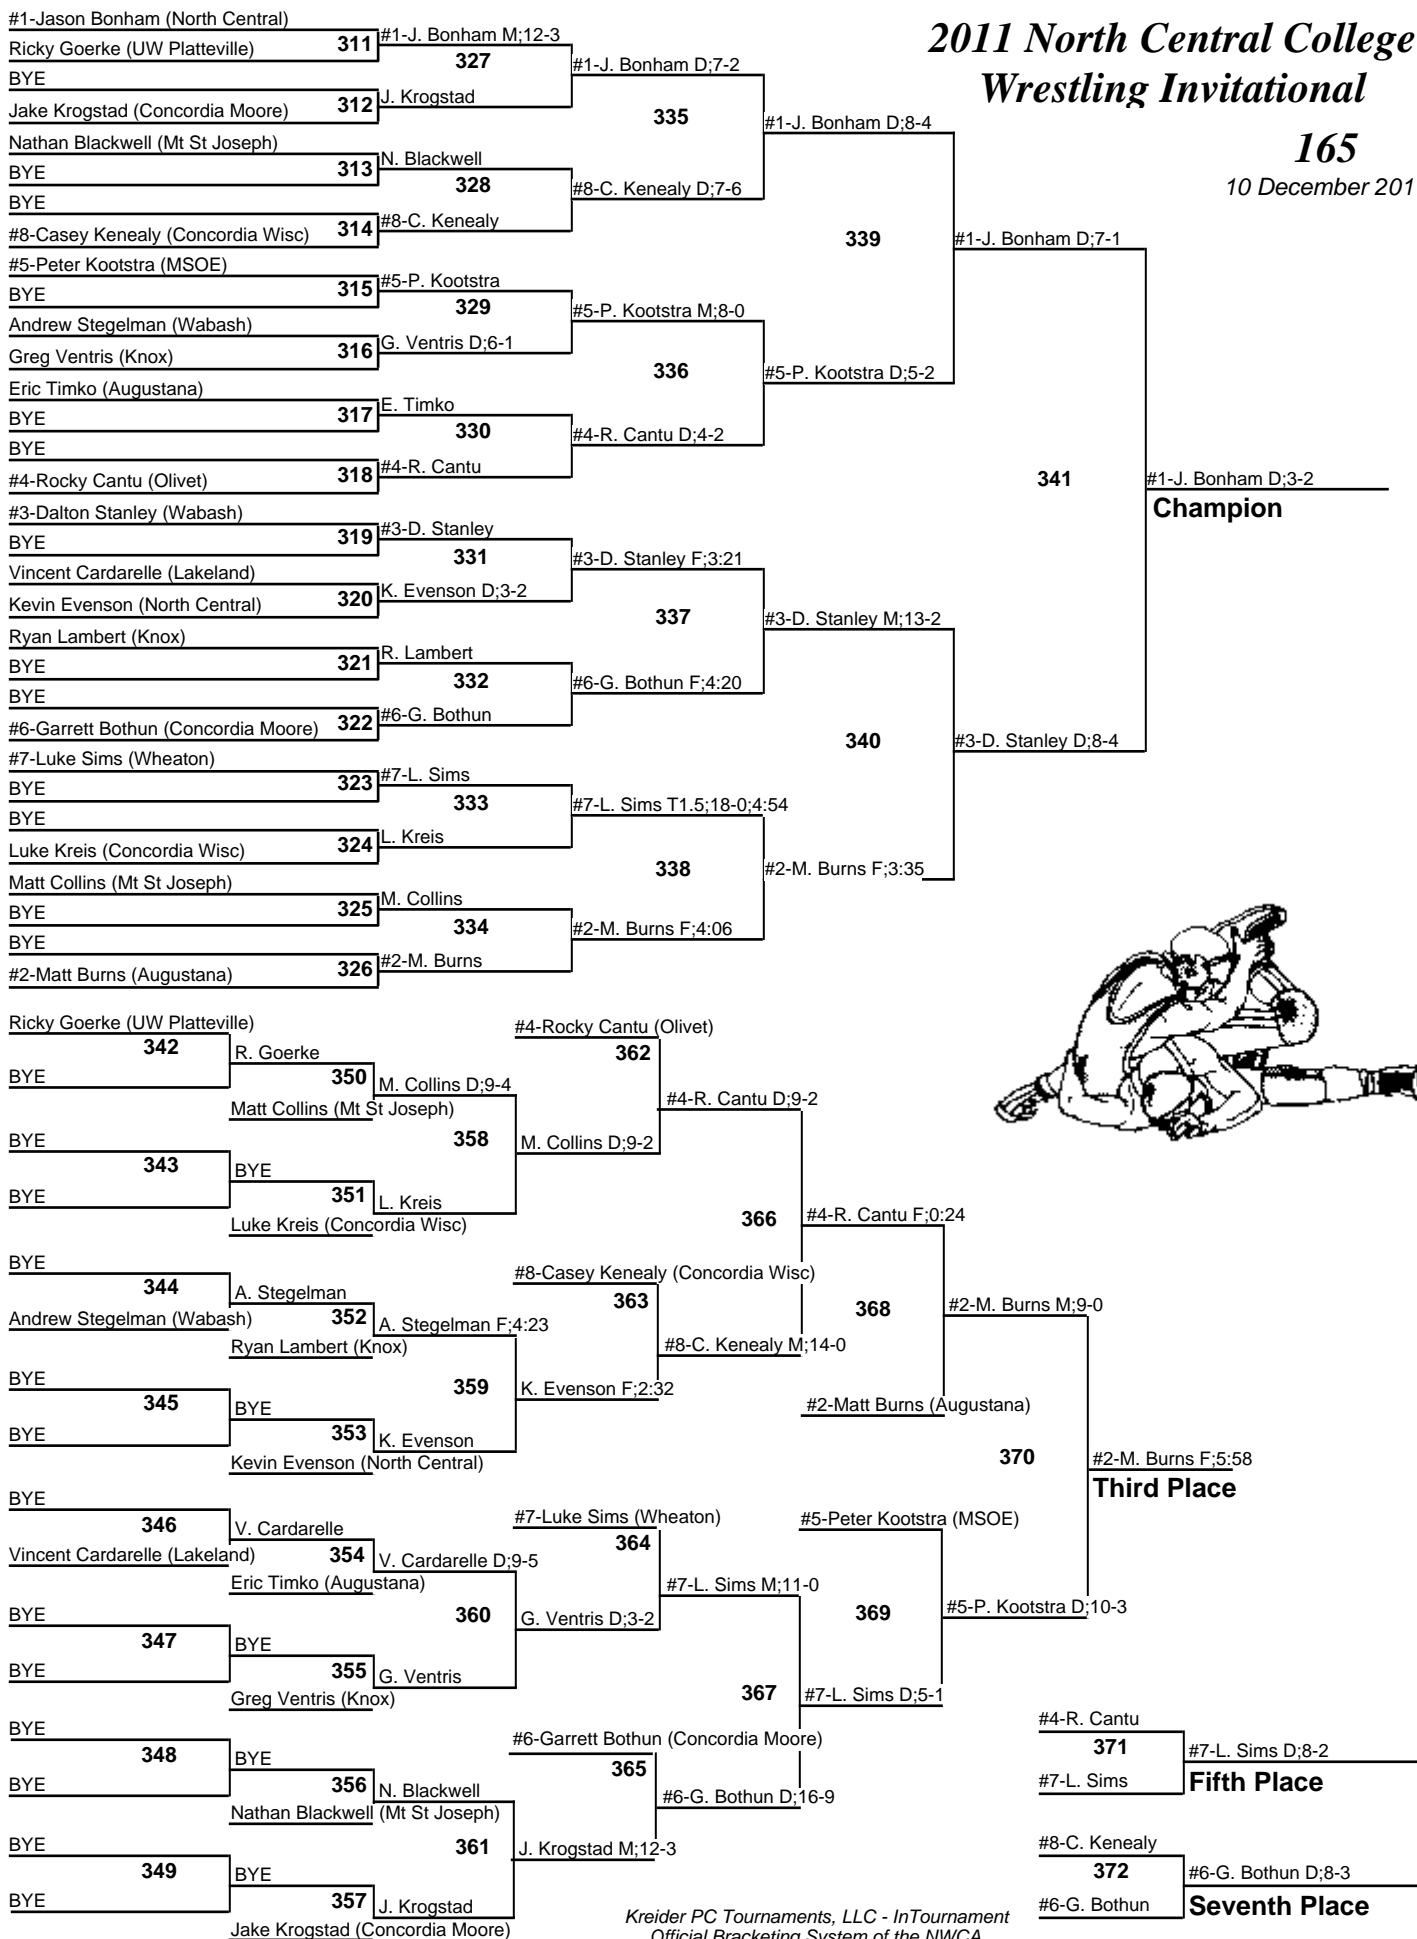 2011 North Central College
Wrestling Invitational
165
10 December 201
#1-Jason Bonham (North Central)
Ricky Goerke (UW Platteville)
311
#1-J. Bonham M;12-3
BYE
327
#1-J. Bonham D;7-2
Jake Krogstad (Concordia Moore)
312
J. Krogstad
335
#1-J. Bonham D;8-4
Nathan Blackwell (Mt St Joseph)
BYE
313
N. Blackwell
BYE
328
#8-C. Kenealy D;7-6
#8-Casey Kenealy (Concordia Wisc)
314
#8-C. Kenealy
339
#1-J. Bonham D;7-1
#5-Peter Kootstra (MSOE)
BYE
315
#5-P. Kootstra
Andrew Stegelman (Wabash)
329
#5-P. Kootstra M;8-0
Greg Ventris (Knox)
316
G. Ventris D;6-1
336
#5-P. Kootstra D;5-2
Eric Timko (Augustana)
BYE
317
E. Timko
BYE
330
#4-R. Cantu D;4-2
#4-Rocky Cantu (Olivet)
318
#4-R. Cantu
341
#1-J. Bonham D;3-2
Champion
#3-Dalton Stanley (Wabash)
BYE
319
#3-D. Stanley
Vincent Cardarelle (Lakeland)
331
#3-D. Stanley F;3:21
Kevin Evenson (North Central)
320
K. Evenson D;3-2
337
#3-D. Stanley M;13-2
Ryan Lambert (Knox)
BYE
321
R. Lambert
BYE
332
#6-G. Bothun F;4:20
#6-Garrett Bothun (Concordia Moore)
322
#6-G. Bothun
340
#3-D. Stanley D;8-4
#7-Luke Sims (Wheaton)
BYE
323
#7-L. Sims
BYE
333
#7-L. Sims T1.5;18-0;4:54
Luke Kreis (Concordia Wisc)
324
L. Kreis
338
#2-M. Burns F;3:35
Matt Collins (Mt St Joseph)
BYE
325
M. Collins
BYE
334
#2-M. Burns F;4:06
#2-Matt Burns (Augustana)
326
#2-M. Burns
Ricky Goerke (UW Platteville)
342
R. Goerke
BYE
350
M. Collins D;9-4
Matt Collins (Mt St Joseph)
BYE
343
BYE
BYE
351
L. Kreis
Luke Kreis (Concordia Wisc)
358
M. Collins D;9-2
#4-Rocky Cantu (Olivet)
362
#4-R. Cantu D;9-2
BYE
344
A. Stegelman
Andrew Stegelman (Wabash)
352
A. Stegelman F;4:23
Ryan Lambert (Knox)
BYE
345
BYE
BYE
353
K. Evenson
Kevin Evenson (North Central)
359
K. Evenson F;2:32
#8-Casey Kenealy (Concordia Wisc)
363
#8-C. Kenealy M;14-0
366
#4-R. Cantu F;0:24
368
#2-M. Burns M;9-0
#2-Matt Burns (Augustana)
370
#2-M. Burns F;5:58
Third Place
BYE
346
V. Cardarelle
Vincent Cardarelle (Lakeland)
354
V. Cardarelle D;9-5
Eric Timko (Augustana)
BYE
347
BYE
BYE
355
G. Ventris
Greg Ventris (Knox)
360
G. Ventris D;3-2
#7-Luke Sims (Wheaton)
364
#7-L. Sims M;11-0
#5-Peter Kootstra (MSOE)
369
#5-P. Kootstra D;10-3
367
#7-L. Sims D;5-1
BYE
348
BYE
BYE
356
N. Blackwell
Nathan Blackwell (Mt St Joseph)
BYE
349
BYE
BYE
357
J. Krogstad
Jake Krogstad (Concordia Moore)
361
J. Krogstad M;12-3
#6-Garrett Bothun (Concordia Moore)
365
#6-G. Bothun D;16-9
#4-R. Cantu
371
#7-L. Sims D;8-2
#7-L. Sims
Fifth Place
#8-C. Kenealy
372
#6-G. Bothun D;8-3
#6-G. Bothun
Seventh Place
Kreider PC Tournaments, LLC - InTournament
Official Bracketing System of the NWCA